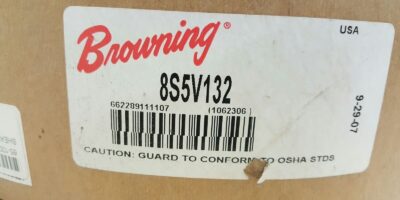 Browning®
USA
8S5V132
662289111107 (1062306)
9-29-07
CAUTION: GUARD TO CONFORM TO OSHA STDS